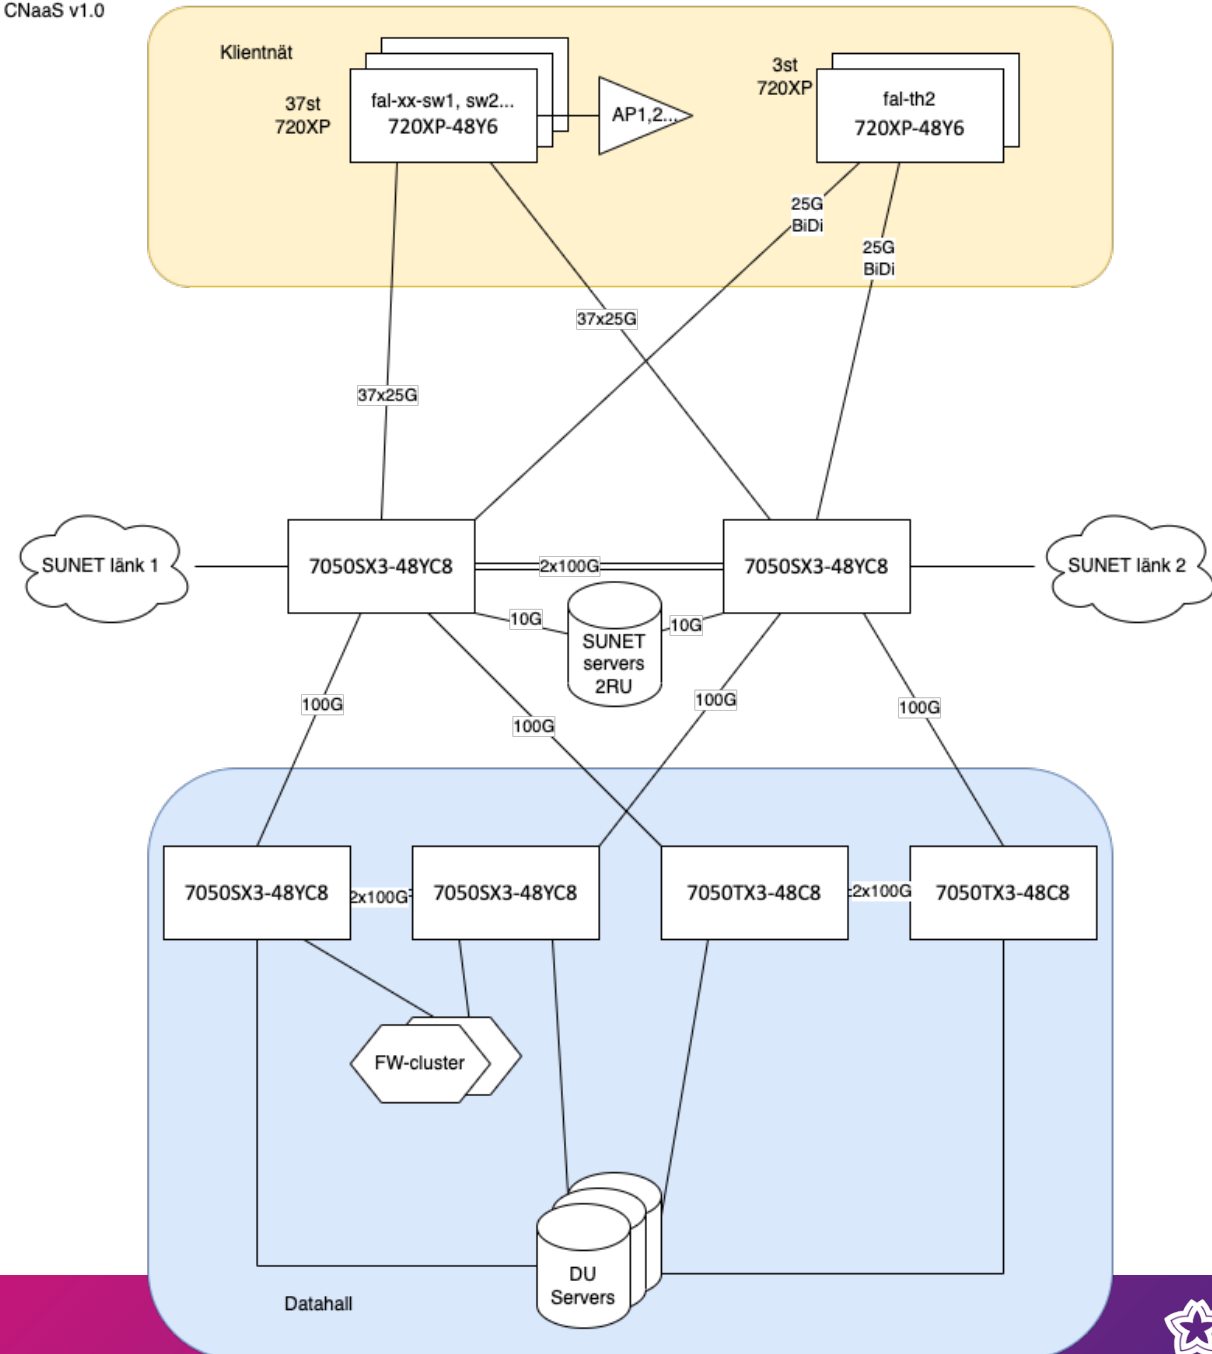 CNaaS v1.0
Klientnät
37st
720XP
fal-xx-sw1, sw2...
720XP-48Y6
AP1,2...
3st
720XP
fal-th2
720XP-48Y6
25G
BiDi
25G
BiDi
37x25G
37x25G
SUNET länk 1
7050SX3-48YC8
2x100G
7050SX3-48YC8
SUNET länk 2
10G
10G
SUNET
servers
2RU
100G
100G
100G
100G
7050SX3-48YC8
2x100G
7050SX3-48YC8
7050TX3-48C8
2x100G
7050TX3-48C8
FW-cluster
DU
Servers
Datahall